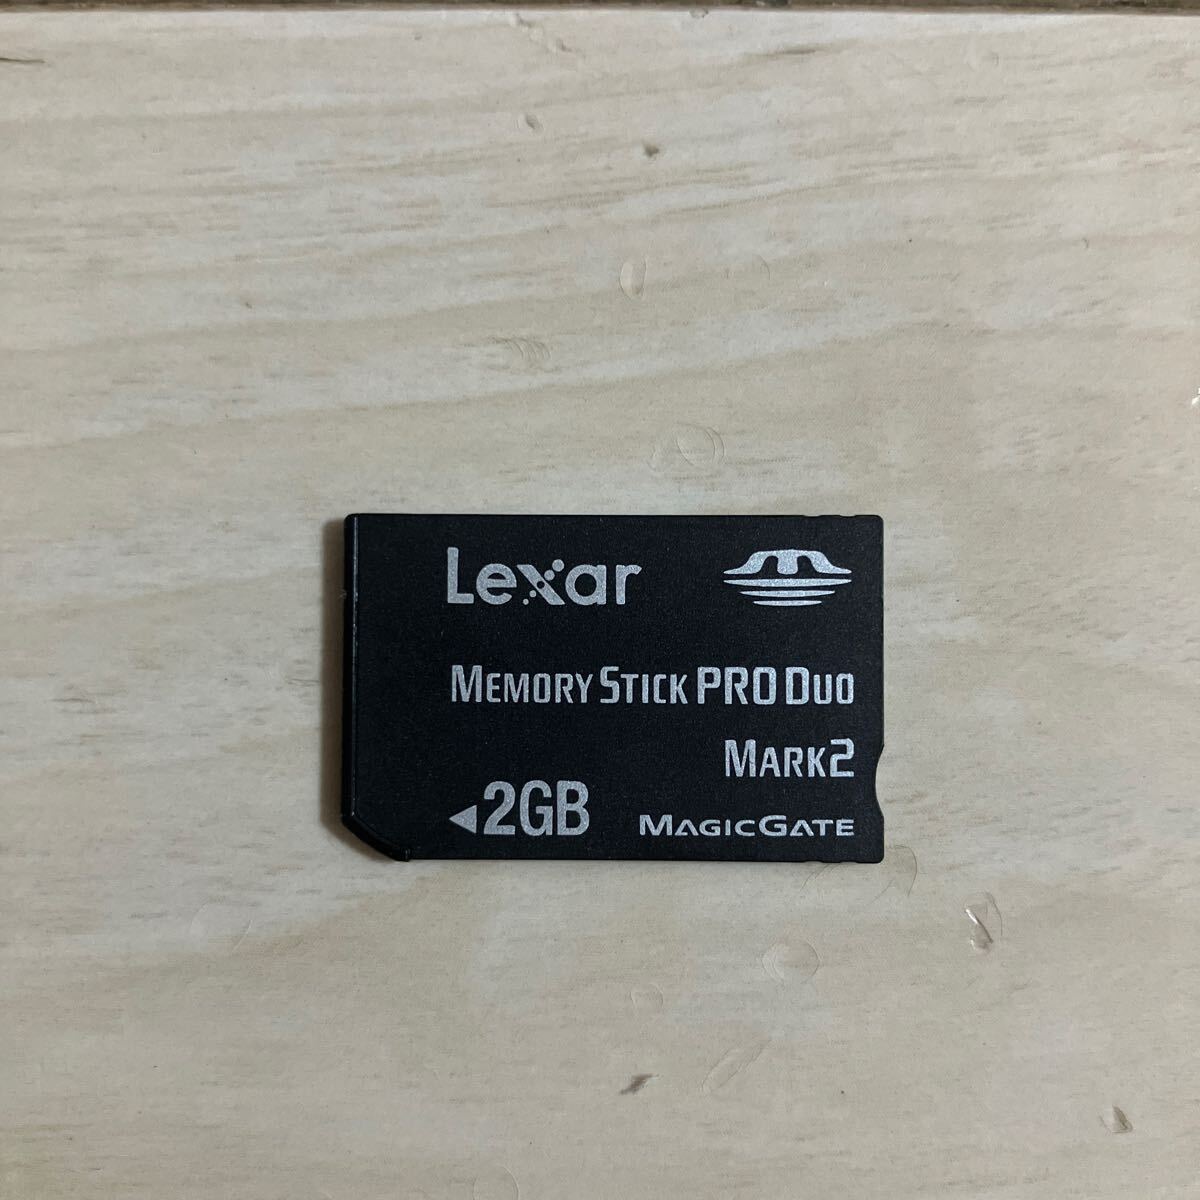 Lexar
MEMORY STICK PRO DUO
MARK2
2GB MAGICGATE